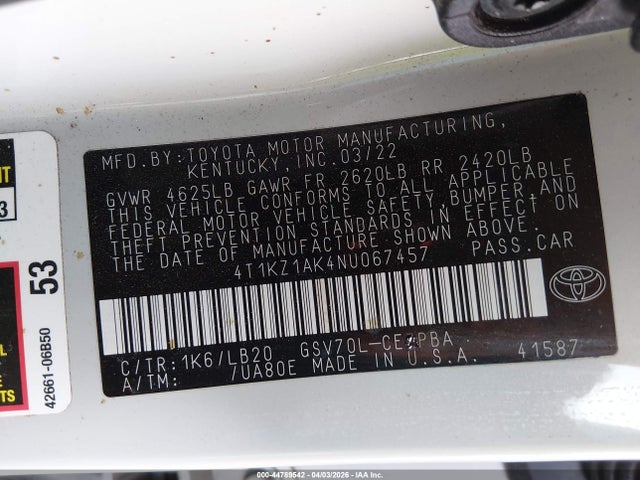 MFD.BY:TOYOTA MOTOR MANUFACTURING,
KENTUCKY,INC.03/22
GVWR 4625LB GAWR FR 2620LB RR 2420LB
THIS VEHICLE CONFORMS TO ALL APPLICABLE
FEDERAL MOTOR VEHICLE SAFETY,BUMPER,AND
THEFT PREVENTION STANDARDS IN EFFECT ON
THE DATE OF MANUFACTURE SHOWN ABOVE.
4T1KZ1AK4NU067457 PASS.CAR
C/TR:1K6/LB20
A/TM: 7UA80E MADE IN U.S.A. 41587
53
42661-06B50
3
000-44789542 - 04/03/2026 - IAA Inc.